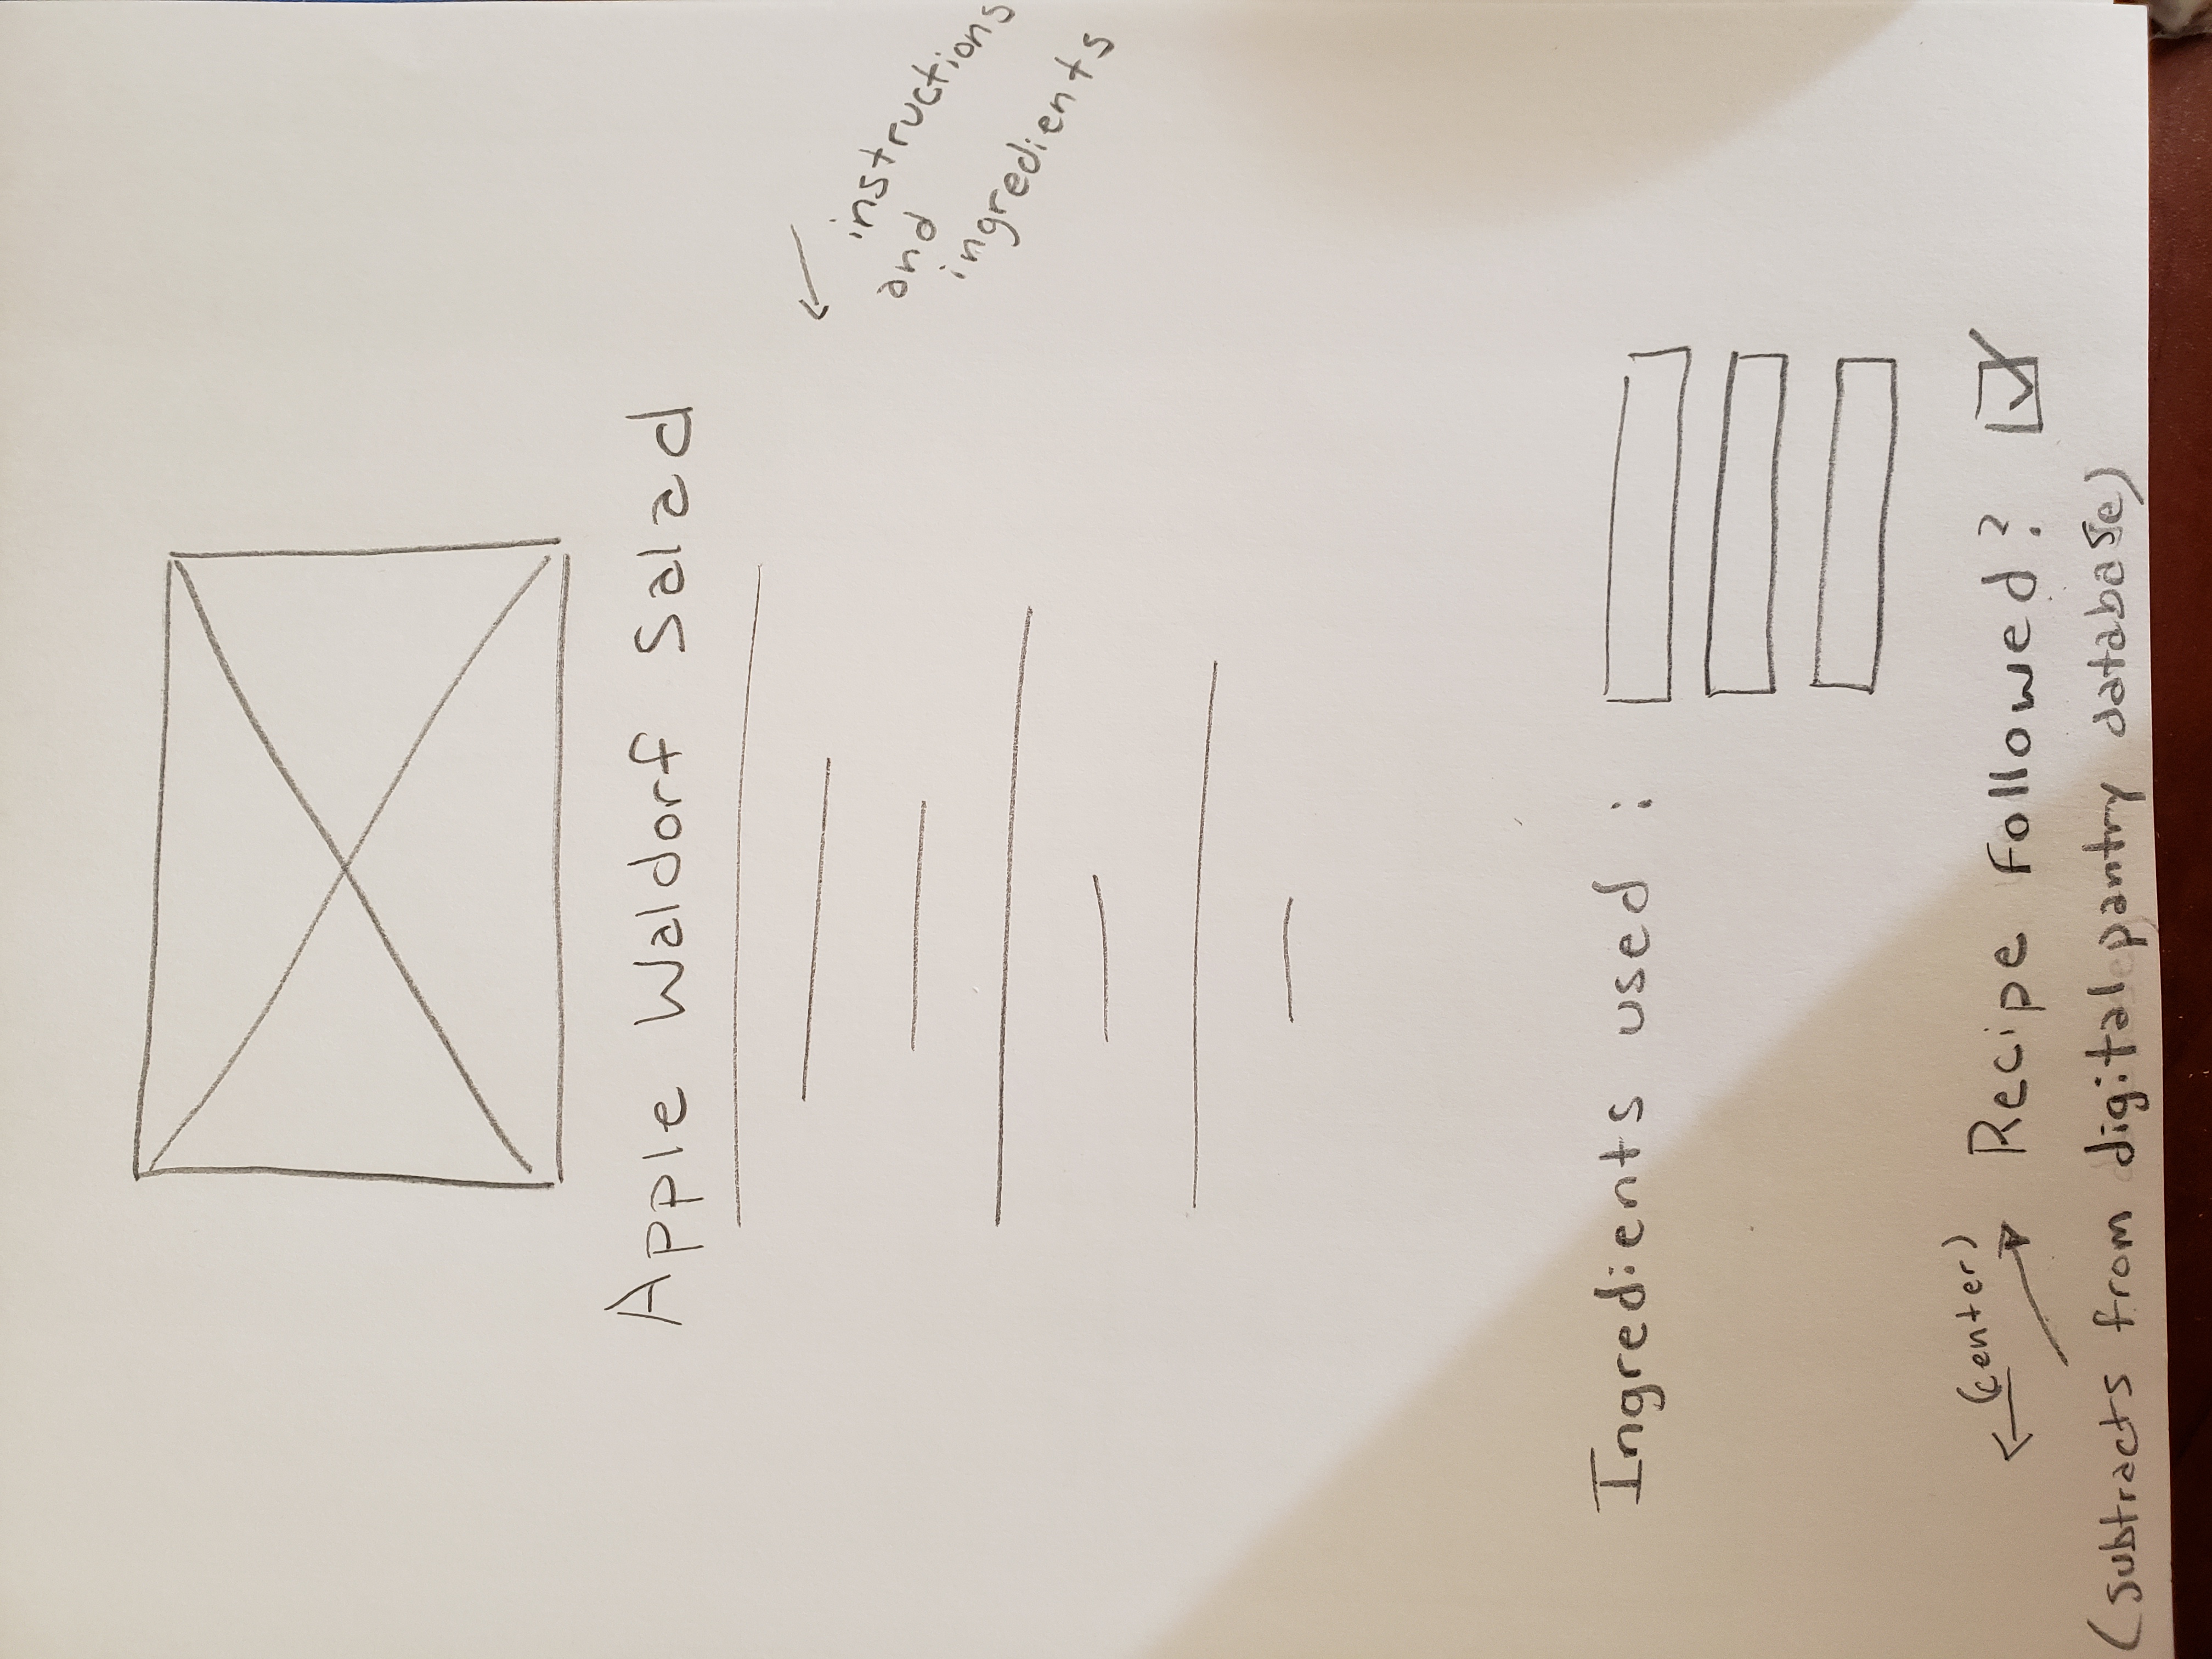 Apple Waldorf Salad
instructions
and
ingredients
Ingredients used :
(center)
Recipe Followed?
(subtracts from digital pantry database)